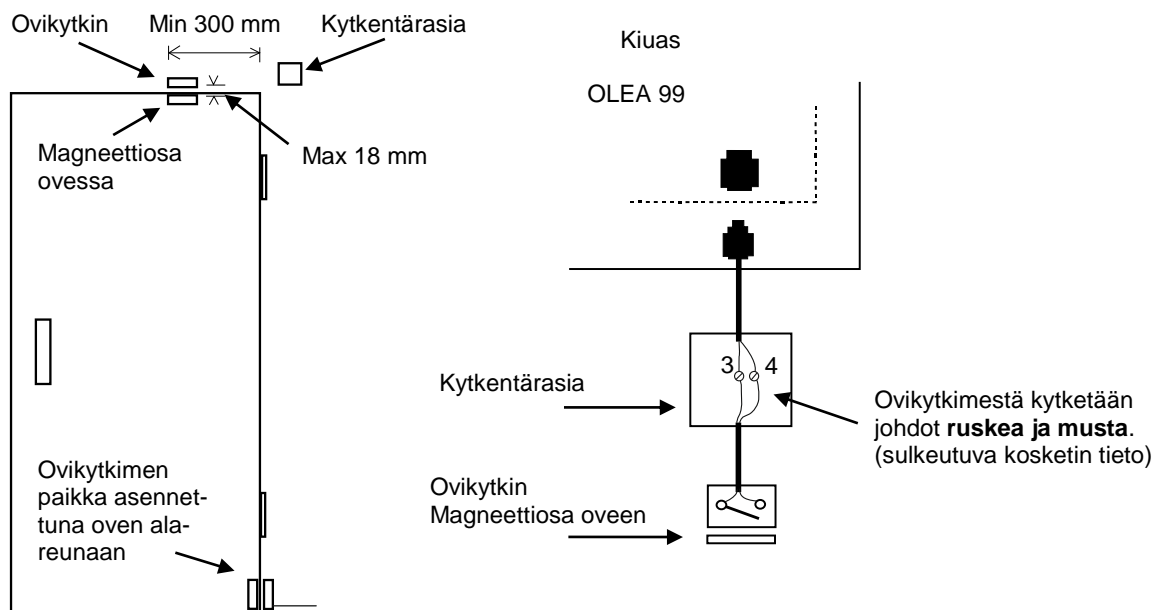 Ovikytkin
Min 300 mm
Kytkentärasia
Magneettiosa
ovessa
Max 18 mm
Ovikytkimen
paikka asennet-
tuna oven ala-
reunaan
Kiuas
OLEA 99
3
4
Kytkentärasia
Ovikytkimestä kytketään
johdot ruskea ja musta.
(sulkeutuva kosketin tieto)
Ovikytkin
Magneettiosa oveen